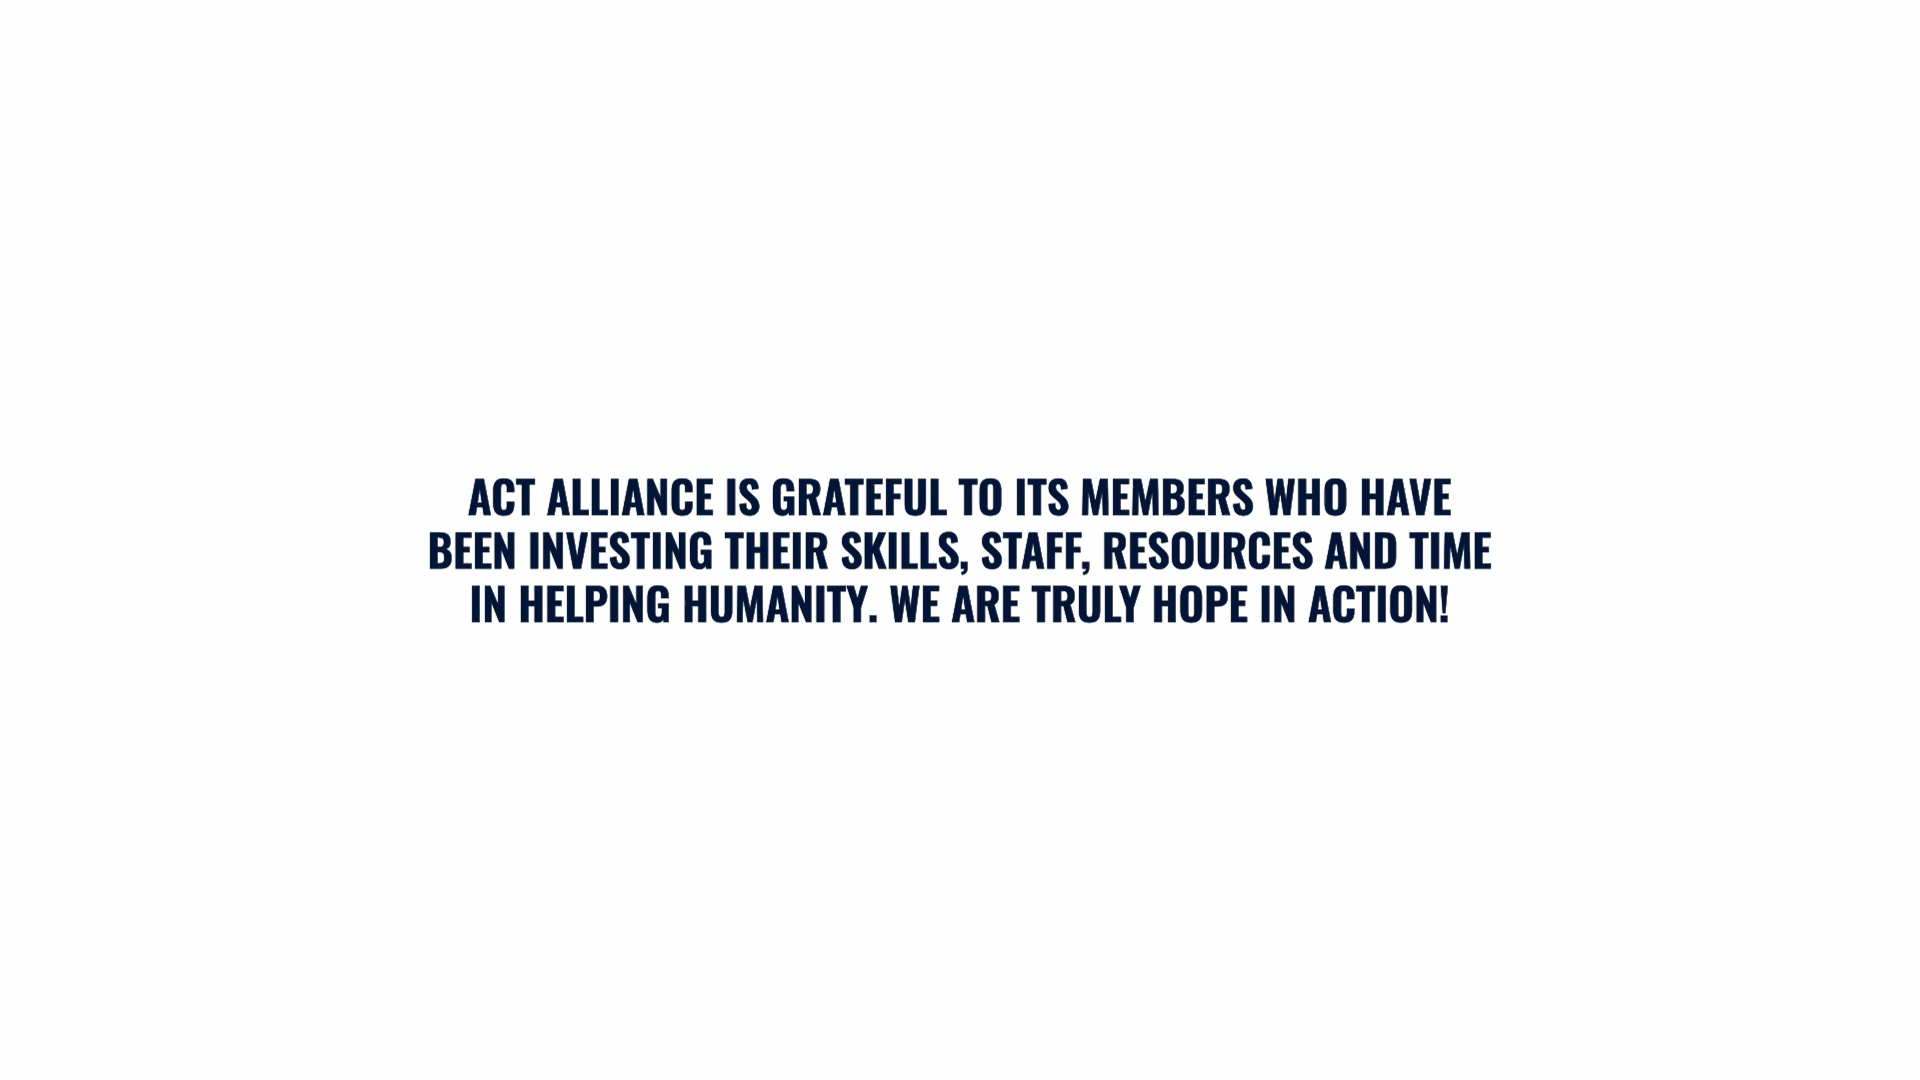 ACT ALLIANCE IS GRATEFUL TO ITS MEMBERS WHO HAVE
BEEN INVESTING THEIR SKILLS, STAFF, RESOURCES AND TIME
IN HELPING HUMANITY. WE ARE TRULY HOPE IN ACTION!